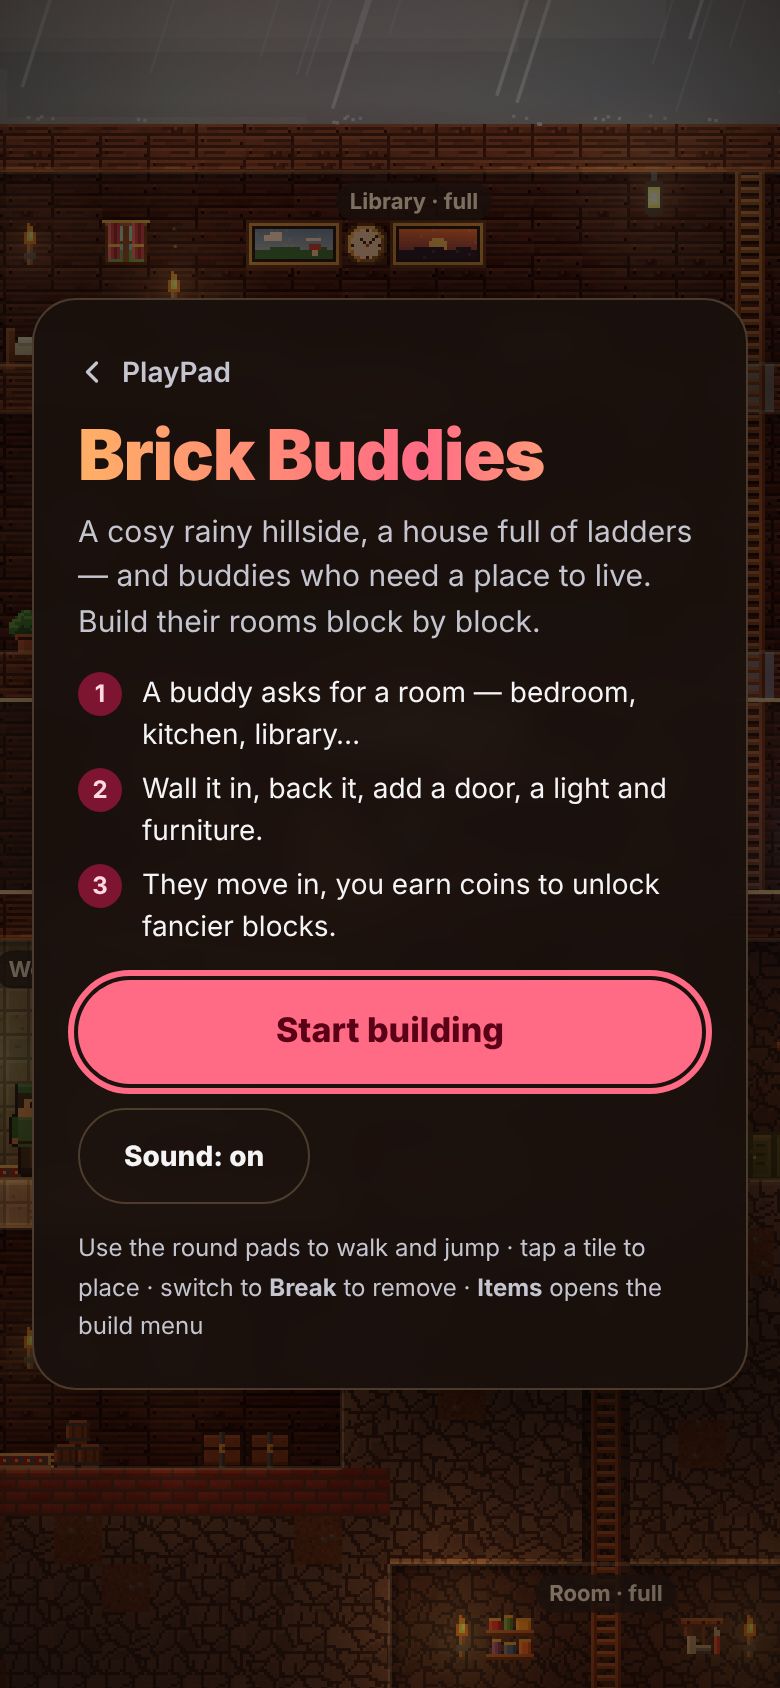 Library · full
PlayPad
Brick Buddies
A cosy rainy hillside, a house full of ladders
— and buddies who need a place to live.
Build their rooms block by block.
1 A buddy asks for a room — bedroom,
kitchen, library...
2 Wall it in, back it, add a door, a light and
furniture.
3 They move in, you earn coins to unlock
fancier blocks.
Start building
Sound: on
Use the round pads to walk and jump · tap a tile to
place · switch to Break to remove · Items opens the
build menu
Room · full